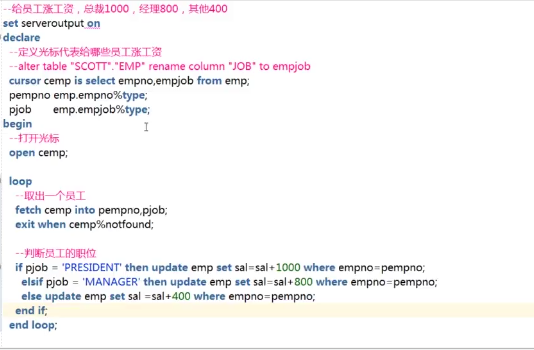 --给员工涨工资，总裁1000，经理800，其他400
set serveroutput on
declare
--定义光标代表给哪些员工涨工资
--alter table "SCOTT"."EMP" rename column "JOB" to empjob
cursor cemp is select empno,empjob from emp;
pempno emp.empno%type;
pjob emp.empjob%type;
begin
--打开光标
open cemp;
loop
--取出一个员工
fetch cemp into pempno,pjob;
exit when cemp%notfound;
--判断员工的职位
if pjob = 'PRESIDENT' then update emp set sal=sal+1000 where empno=pempno;
elsif pjob = 'MANAGER' then update emp set sal=sal+800 where empno=pempno;
else update emp set sal =sal+400 where empno=pempno;
end if;
end loop;